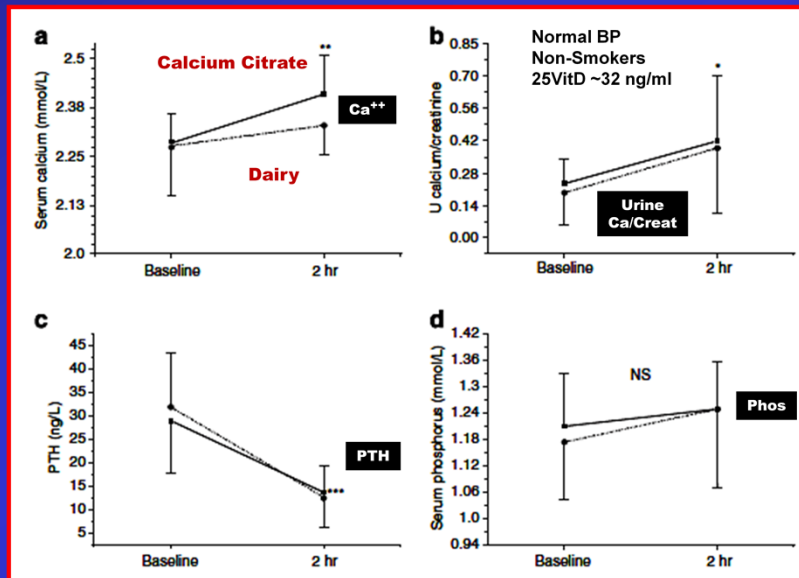 a
Calcium Citrate
**
Ca++
Dairy
Serum calcium (mmol/L)
2.5
2.38
2.25
2.13
2.0
Baseline
2 hr
b
Normal BP
Non-Smokers
25VitD ~32 ng/ml
*
Urine
Ca/Creat
U calcium/creatinine
0.85
0.70
0.56
0.42
0.28
0.14
0.00
Baseline
2 hr
c
PTH
***
PTH (ng/L)
45
40
35
30
25
20
15
10
5
Baseline
2 hr
d
NS
Phos
Serum phosphorus (mmol/L)
1.42
1.36
1.30
1.24
1.18
1.12
1.06
1.0
0.94
Baseline
2 hr